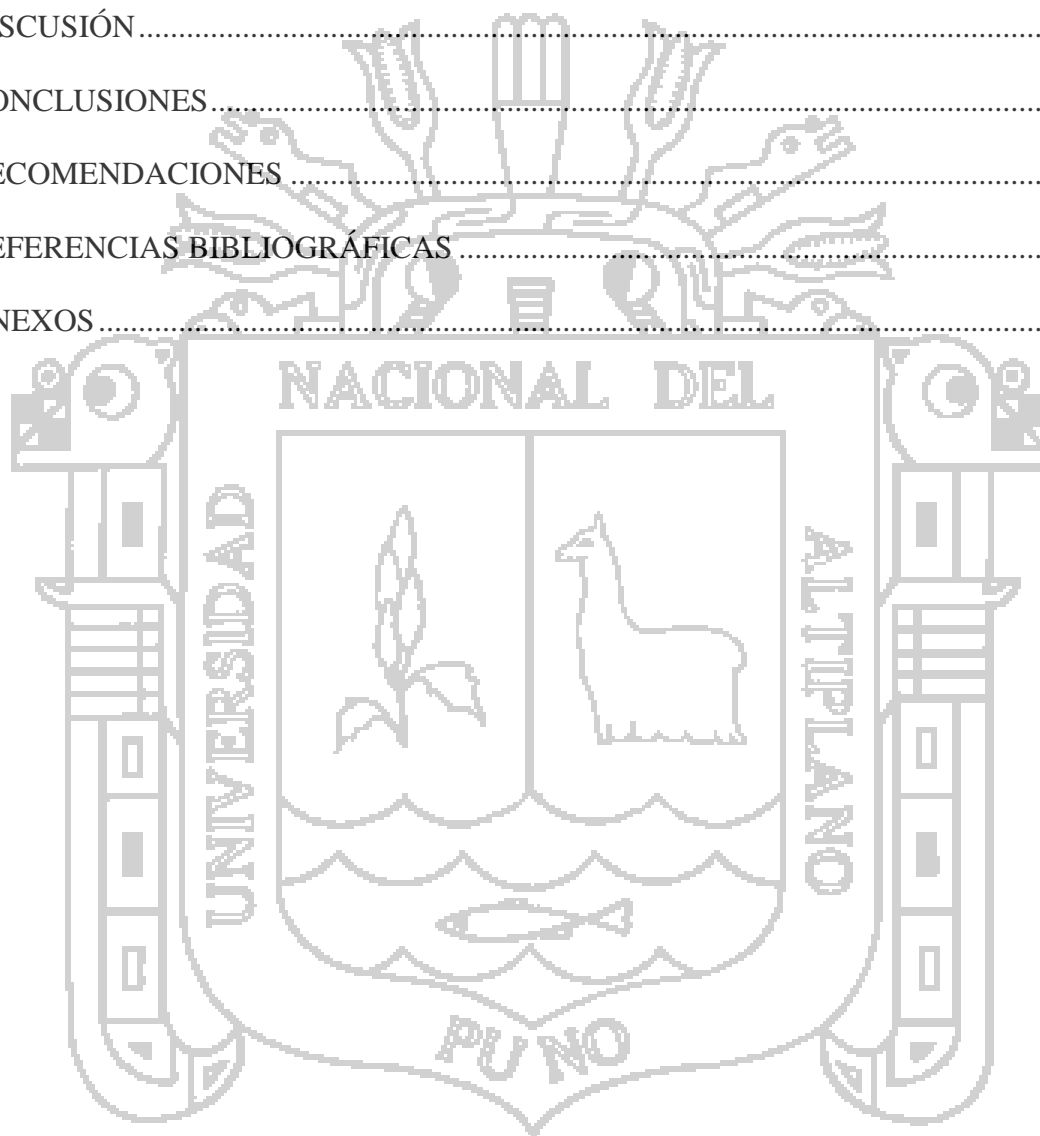 SCUSIÓN
ONCLUSIONES
ECOMENDACIONES
EFERENCIAS BIBLIOGRÁFICAS
NEXOS
NACIONAL DEL
UNIVERSIDAD
ALTIPLANO
PUNO